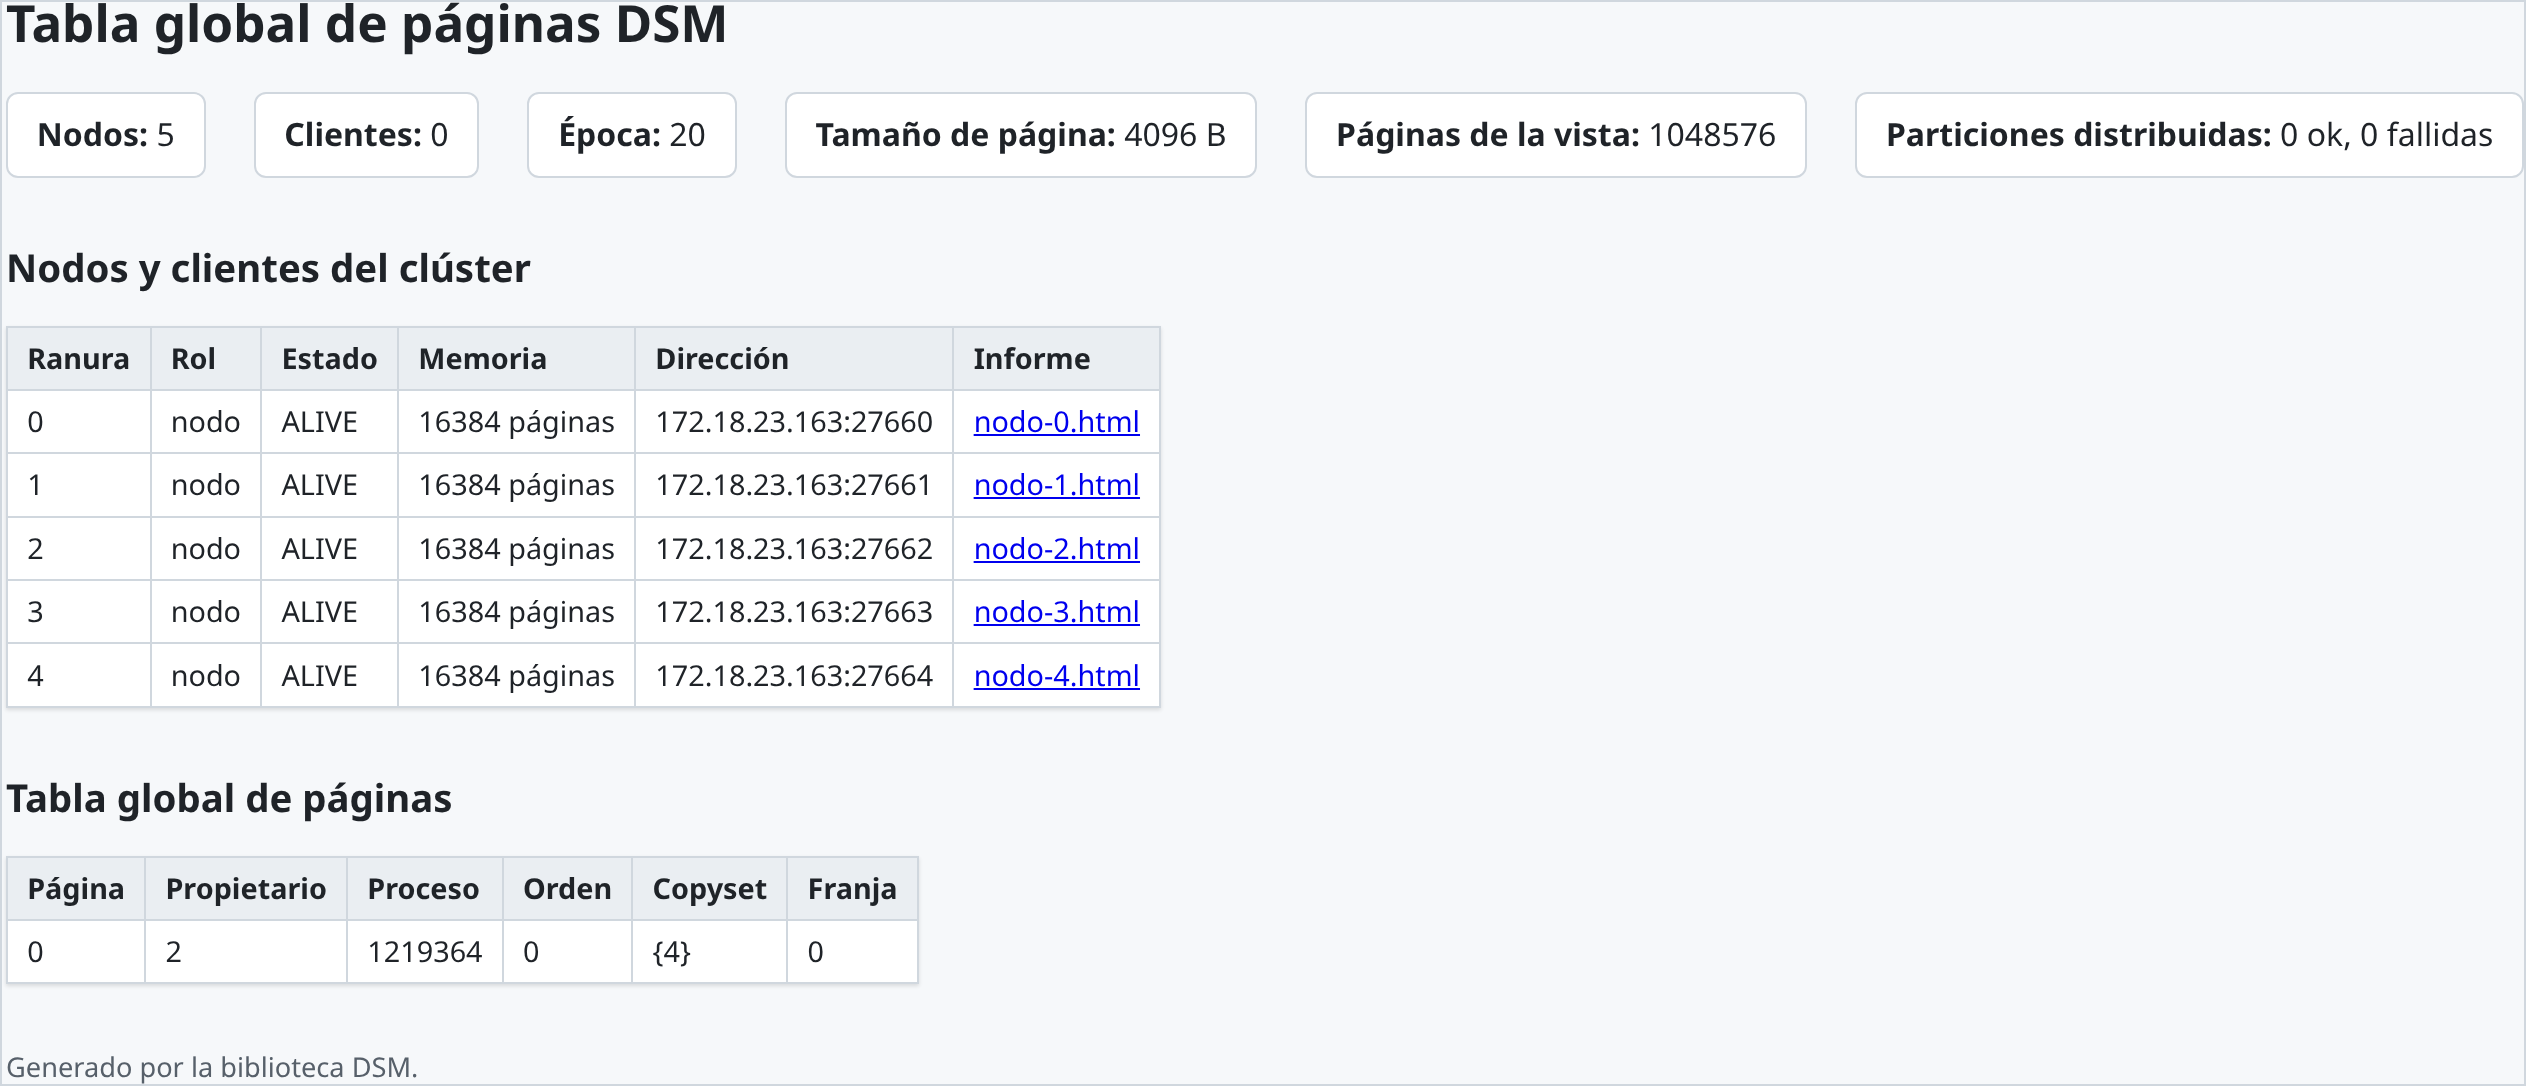 Tabla global de páginas DSM
Nodos: 5 Clientes: 0 Época: 20 Tamaño de página: 4096 B Páginas de la vista: 1048576 Particiones distribuidas: 0 ok, 0 fallidas
Nodos y clientes del clúster
Ranura Rol Estado Memoria Dirección Informe
0 nodo ALIVE 16384 páginas 172.18.23.163:27660 nodo-0.html
1 nodo ALIVE 16384 páginas 172.18.23.163:27661 nodo-1.html
2 nodo ALIVE 16384 páginas 172.18.23.163:27662 nodo-2.html
3 nodo ALIVE 16384 páginas 172.18.23.163:27663 nodo-3.html
4 nodo ALIVE 16384 páginas 172.18.23.163:27664 nodo-4.html
Tabla global de páginas
Página Propietario Proceso Orden Copyset Franja
0 2 1219364 0 {4} 0
Generado por la biblioteca DSM.